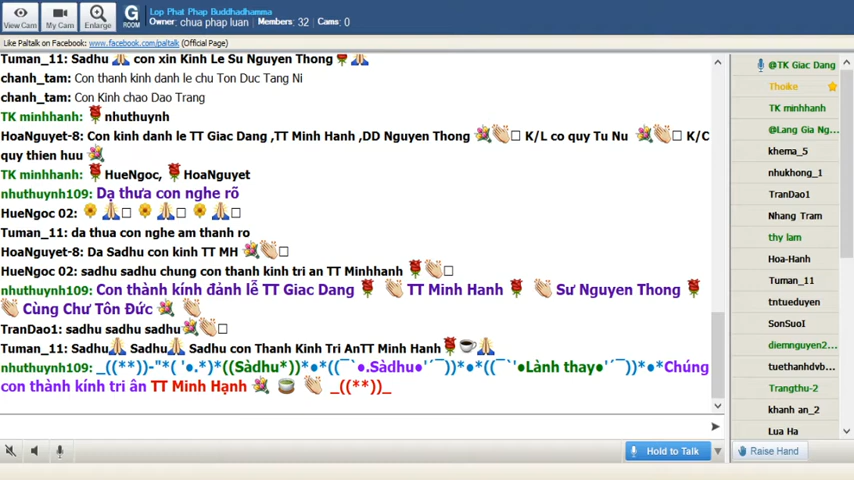 Lop Phat Phap Buddhadhamma
Owner: chua phap luan   Members: 32   Cams: 0
View Cam   My Cam   Enlarge   G ROOM
Like Paltalk on Facebook: www.facebook.com/paltalk (Official Page)
Tuman_11: Sadhu 🙏 con xin Kinh Le Su Nguyen Thong🌹🙏
chanh_tam: Con thanh kinh danh le chu Ton Duc Tang Ni
chanh_tam: Con Kinh chao Dao Trang
TK minhhanh: 🌹nhuthuynh
HoaNguyet-8: Con kinh danh le TT Giac Dang ,TT Minh Hanh ,DD Nguyen Thong 💐👏□ K/L co quy Tu Nu 💐👏□ K/C
quy thien huu 💐
TK minhhanh: 🌹HueNgoc, 🌹HoaNguyet
nhuthuynh109: Dạ thưa con nghe rõ
HueNgoc 02: 🌼🙏□ 🌼🙏□ 🌼🙏□
Tuman_11: da thua con nghe am thanh ro
HoaNguyet-8: Da Sadhu con kinh TT MH 💐👏□
HueNgoc 02: sadhu sadhu chung con thanh kinh tri an TT Minhhanh 🌹👏□
nhuthuynh109: Con thành kính đảnh lễ TT Giac Dang 🌹 👏 TT Minh Hanh 🌹 👏 Sư Nguyen Thong 🌹
👏 Cùng Chư Tôn Đức 💐 👏
TranDao1: sadhu sadhu sadhu💐👏□
Tuman_11: Sadhu🙏 Sadhu🙏 Sadhu con Thanh Kinh Tri AnTT Minh Hanh🌹☕🙏
nhuthuynh109: _((**))-"*( '•.*)*((Sàdhu*))*•*((¯`•.Sàdhu•'´¯))*•*((¯`'•Lành thay•'´¯))*•*Chúng
con thành kính tri ân TT Minh Hạnh 💐 🍵 👏 _((**))_
Hold to Talk
@TK Giac Dang
Thoike
TK minhhanh
@Lang Gia Ng...
khema_5
nhukhong_1
TranDao1
Nhang Tram
thy lam
Hoa-Hanh
Tuman_11
tntueduyen
SonSuoI
diemnguyen2...
tuethanhdvb...
Trangthu-2
khanh an_2
Lua Ha
Raise Hand